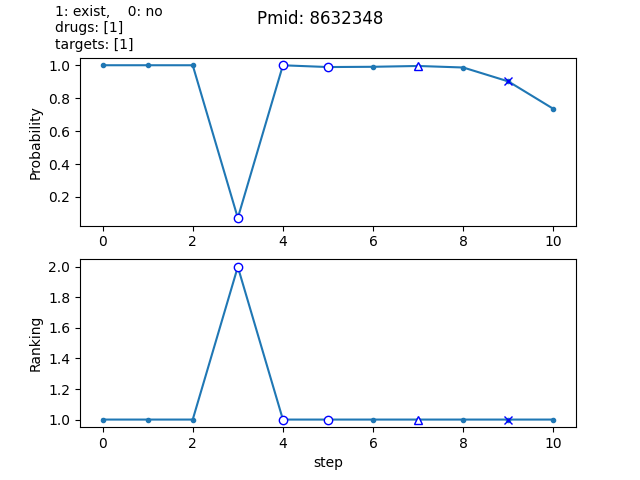 1: exist,    0: no
drugs: [1]
targets: [1]
Pmid: 8632348
Probability
1.0
0.8
0.6
0.4
0.2
0 2 4 6 8 10
Ranking
2.0
1.8
1.6
1.4
1.2
1.0
0 2 4 6 8 10
step